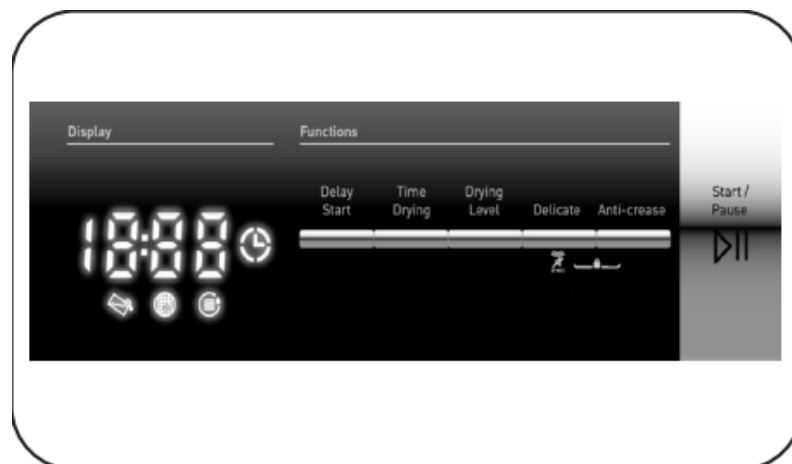 Display
Functions
Delay Start
Time Drying
Drying Level
Delicate
Anti-crease
Start / Pause
18:88